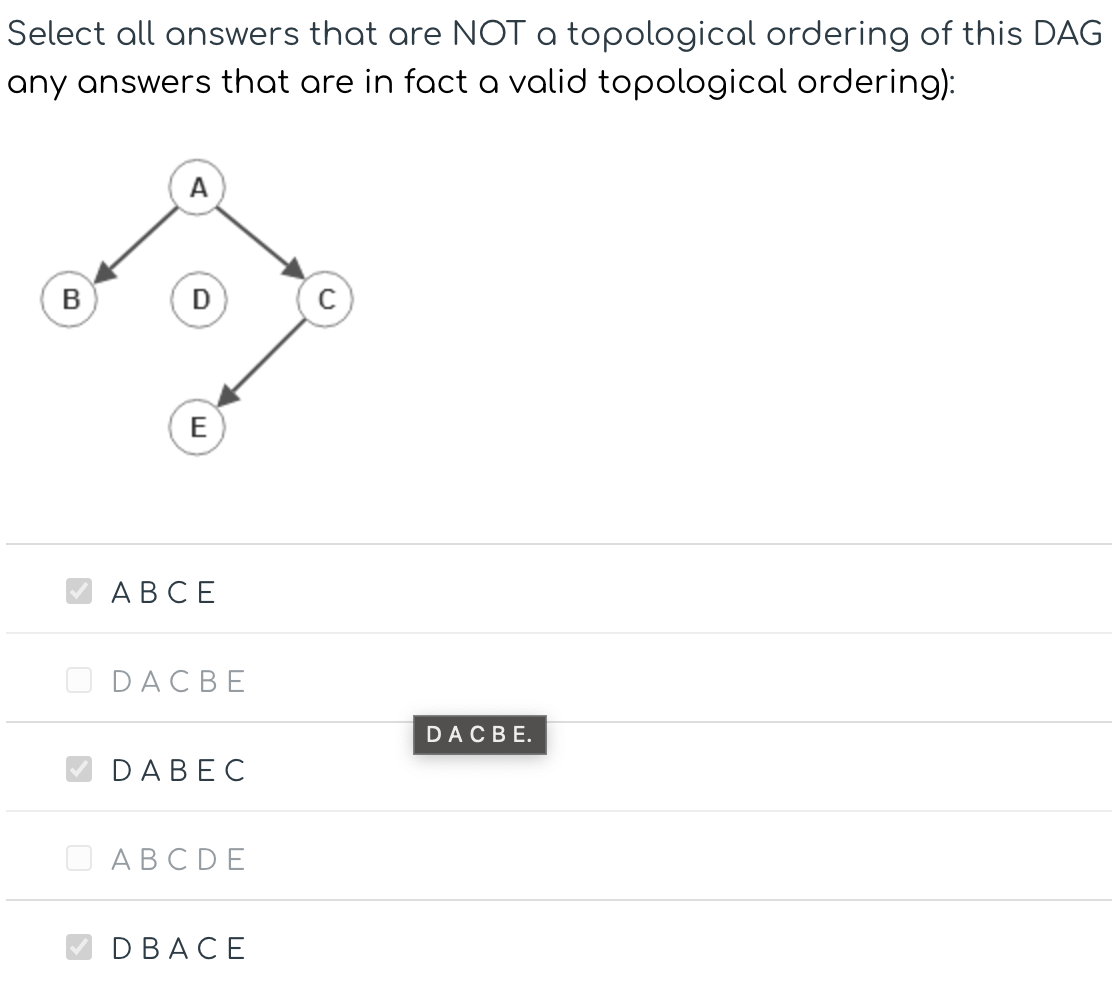 Select all answers that are NOT a topological ordering of this DAG
any answers that are in fact a valid topological ordering):
A
B
D
C
E
A B C E
D A C B E
D A C B E.
D A B E C
A B C D E
D B A C E